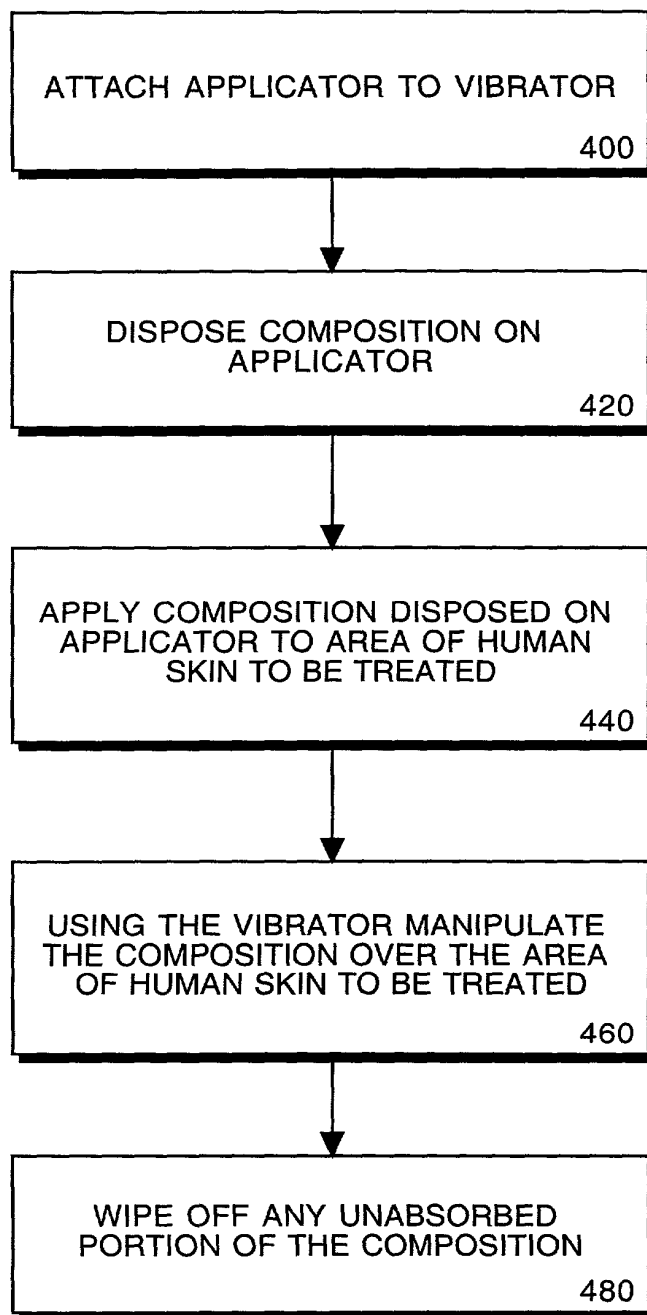 ATTACH APPLICATOR TO VIBRATOR
400
DISPOSE COMPOSITION ON
APPLICATOR
420
APPLY COMPOSITION DISPOSED ON
APPLICATOR TO AREA OF HUMAN
SKIN TO BE TREATED
440
USING THE VIBRATOR MANIPULATE
THE COMPOSITION OVER THE AREA
OF HUMAN SKIN TO BE TREATED
460
WIPE OFF ANY UNABSORBED
PORTION OF THE COMPOSITION
480